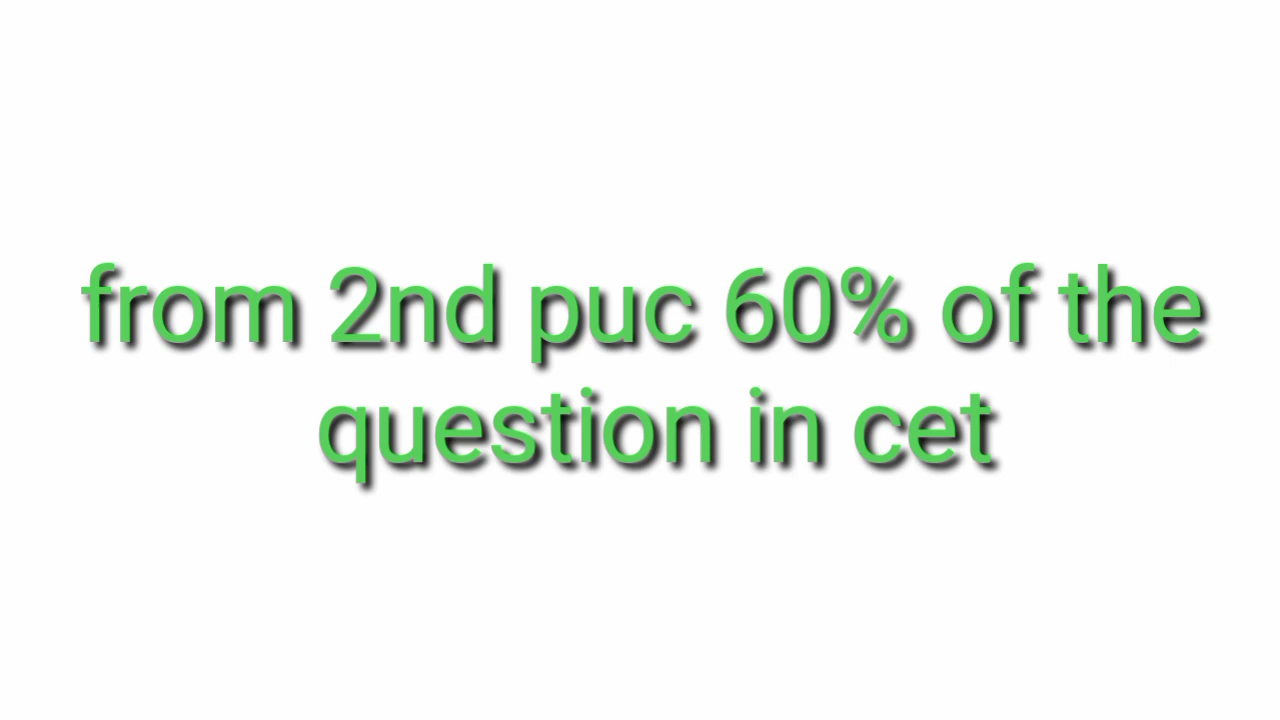 from 2nd puc 60% of the
question in cet